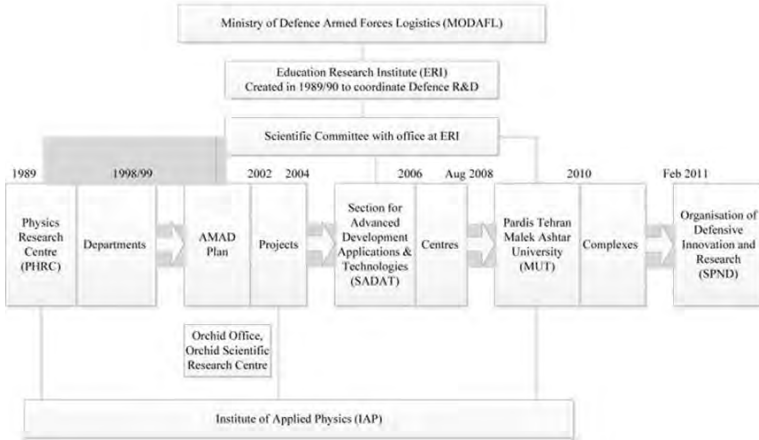 Ministry of Defence Armed Forces Logistics (MODAFL)
Education Research Institute (ERI)
Created in 1989/90 to coordinate Defence R&D
Scientific Committee with office at ERI
1989
1998/99
2002
2004
2006
Aug 2008
2010
Feb 2011
Physics
Research
Centre
(PHRC)
Departments
AMAD
Plan
Projects
Section for
Advanced
Development
Applications &
Technologies
(SADAT)
Centres
Pardis Tehran
Malek Ashtar
University
(MUT)
Complexes
Organisation of
Defensive
Innovation and
Research
(SPND)
Orchid Office,
Orchid Scientific
Research Centre
Institute of Applied Physics (IAP)